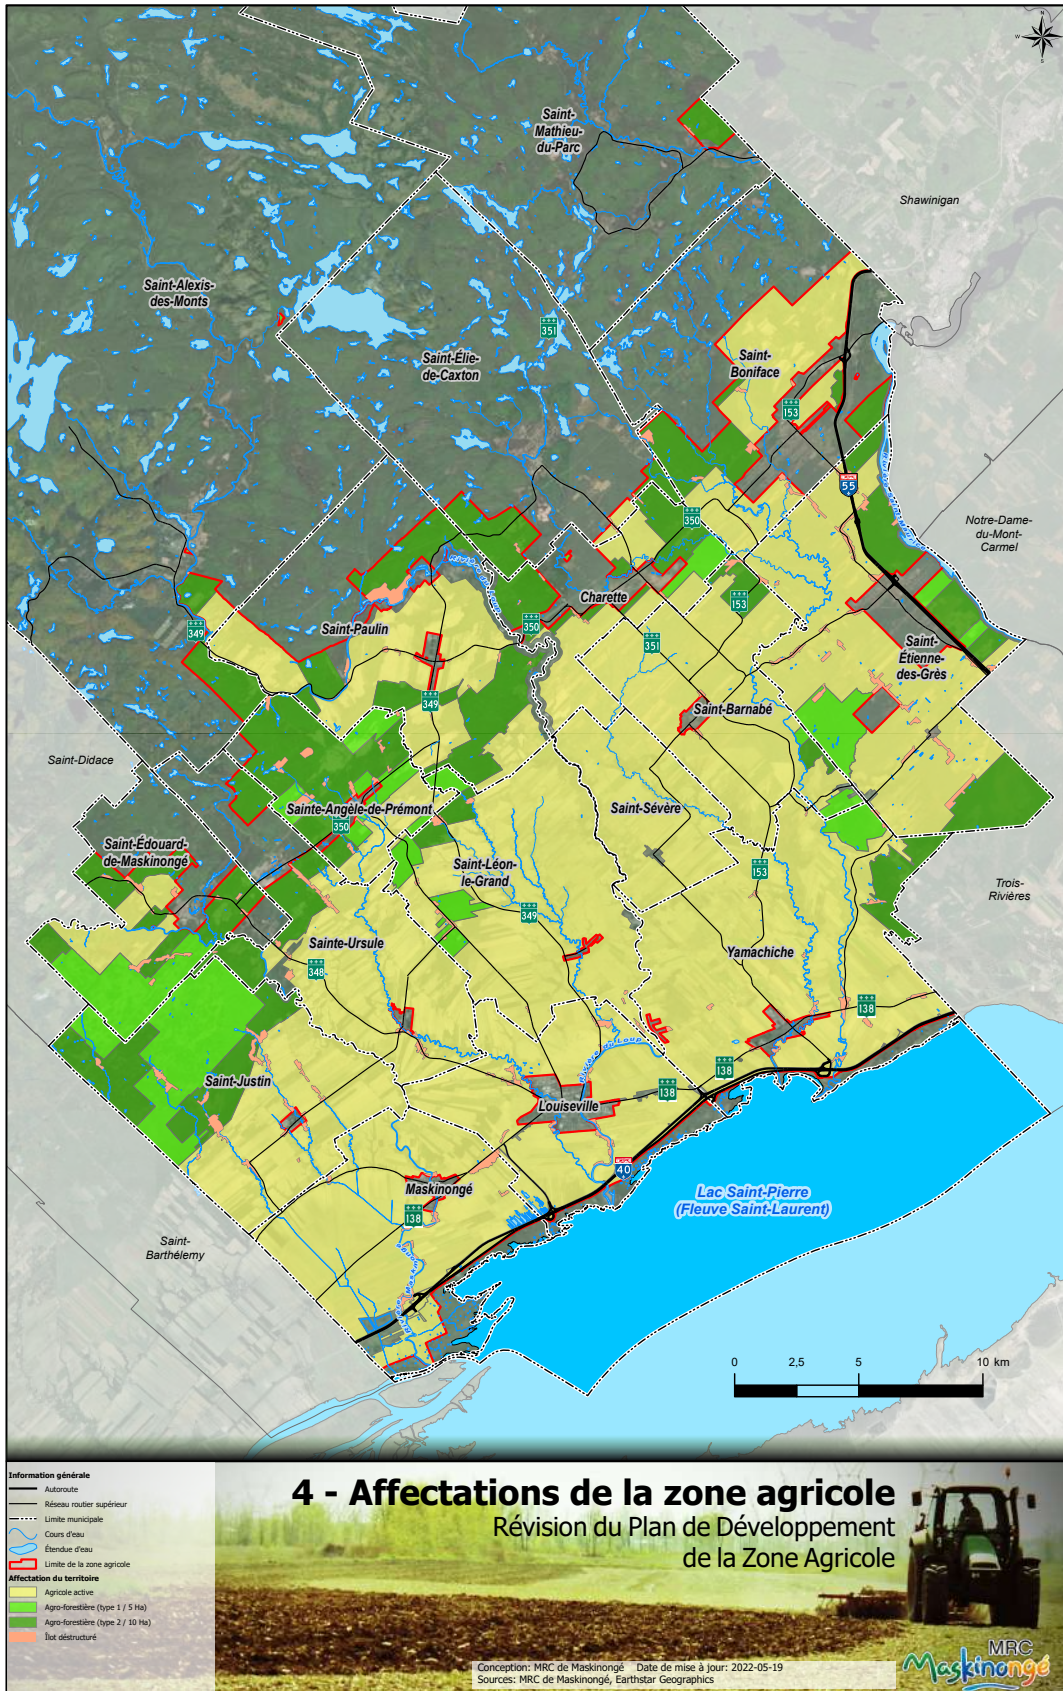 N
W
S
Saint-
Mathieu-
du-Parc
Shawinigan
Saint-Alexis-
des-Monts
351
Saint-Élie-
de-Caxton
Saint-
Boniface
153
55
350
Notre-Dame-
du-Mont-
Carmel
Rivière du Loup
Charette
153
349
Saint-Paulin
350
351
Saint-
Étienne-
des-Grès
349
Saint-Barnabé
Saint-Didace
Sainte-Angèle-de-Prémont
350
Saint-Sévère
Saint-Édouard-
de-Maskinongé
Saint-Léon-
le-Grand
153
Trois-
Rivières
349
Sainte-Ursule
348
Yamachiche
138
Rivière du Loup
138
Saint-Justin
138
Louiseville
40
Maskinongé
138
Lac Saint-Pierre
(Fleuve Saint-Laurent)
Saint-
Barthélemy
0 2,5 5 10 km
Information générale
Autoroute
Réseau routier supérieur
Limite municipale
Cours d'eau
Étendue d'eau
Limite de la zone agricole
Affectation du territoire
Agricole active
Agro-forestière (type 1 / 5 Ha)
Agro-forestière (type 2 / 10 Ha)
Îlot déstructuré
4 - Affectations de la zone agricole
Révision du Plan de Développement
de la Zone Agricole
Conception: MRC de Maskinongé Date de mise à jour: 2022-05-19
Sources: MRC de Maskinongé, Earthstar Geographics
MRC
Maskinongé